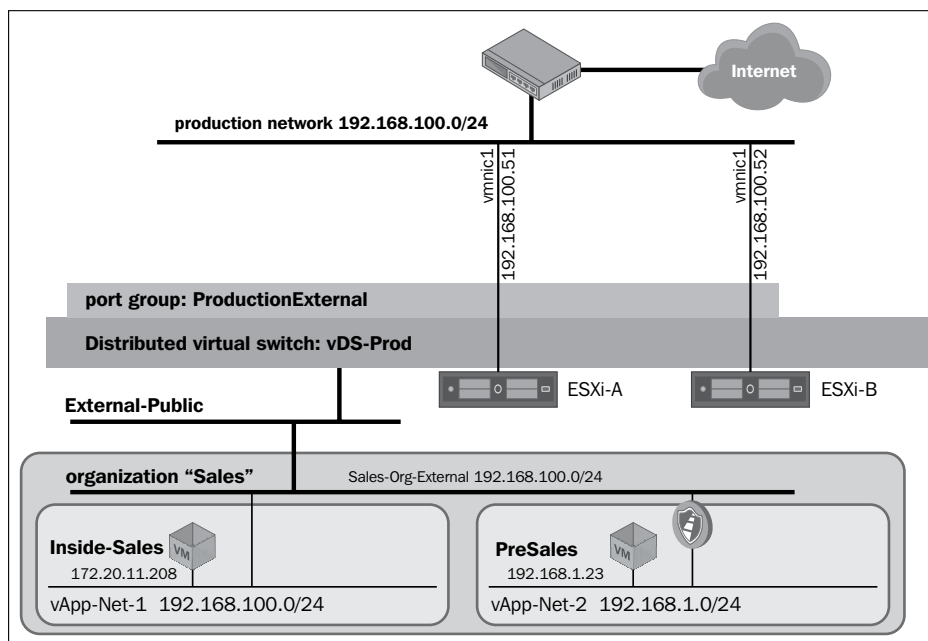 Internet
production network 192.168.100.0/24
vmnic1
192.168.100.51
vmnic1
192.168.100.52
port group: ProductionExternal
Distributed virtual switch: vDS-Prod
ESXi-A
ESXi-B
External-Public
organization “Sales”
Sales-Org-External 192.168.100.0/24
Inside-Sales
VM
172.20.11.208
vApp-Net-1 192.168.100.0/24
PreSales
VM
192.168.1.23
vApp-Net-2 192.168.1.0/24